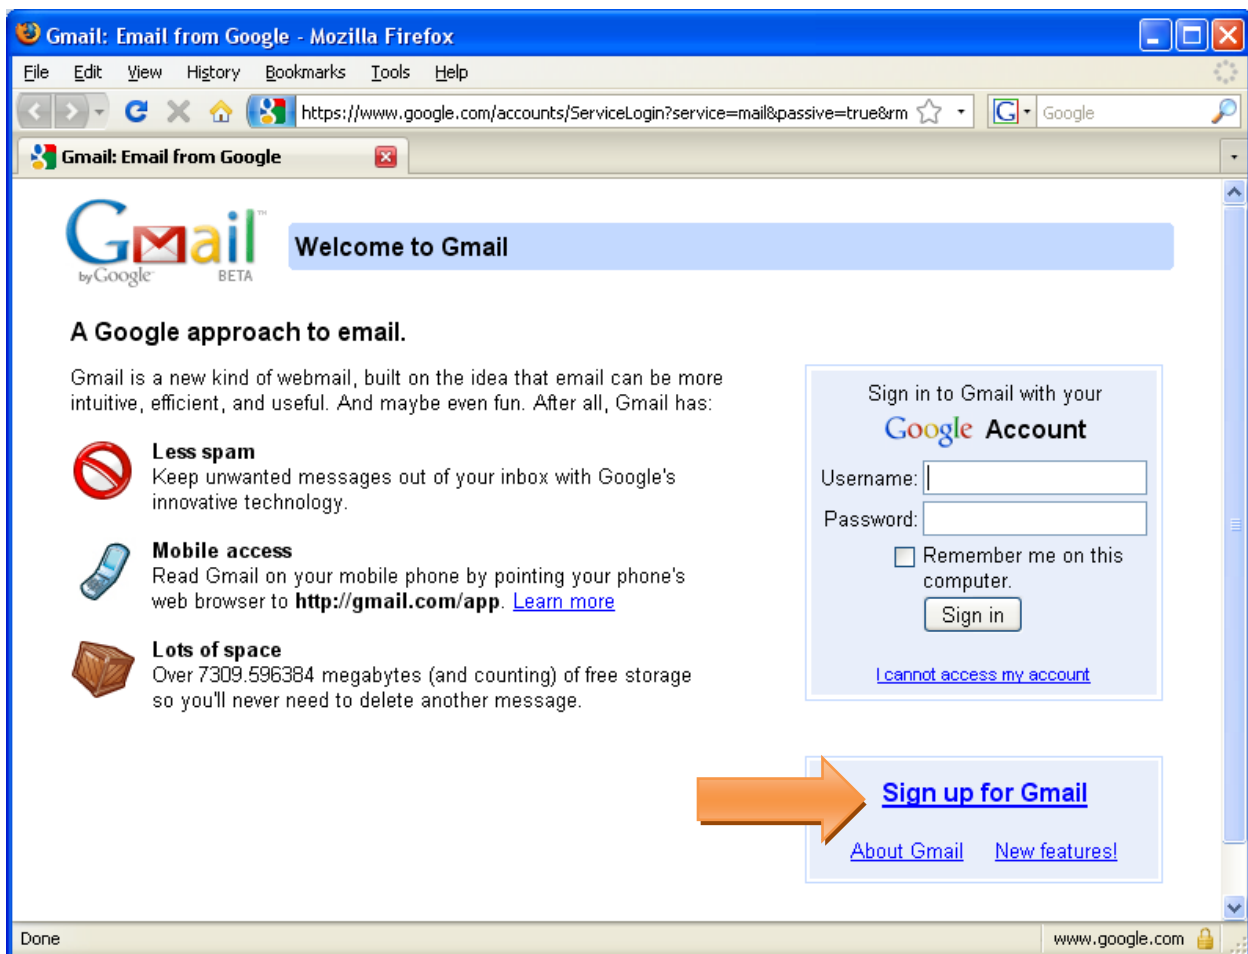 Gmail: Email from Google - Mozilla Firefox
File Edit View History Bookmarks Tools Help
https://www.google.com/accounts/ServiceLogin?service=mail&passive=true&rm
G Google
Gmail: Email from Google
Gmail™
by Google™ BETA
Welcome to Gmail
A Google approach to email.
Gmail is a new kind of webmail, built on the idea that email can be more
intuitive, efficient, and useful. And maybe even fun. After all, Gmail has:
Less spam
Keep unwanted messages out of your inbox with Google's
innovative technology.
Mobile access
Read Gmail on your mobile phone by pointing your phone's
web browser to http://gmail.com/app. Learn more
Lots of space
Over 7309.596384 megabytes (and counting) of free storage
so you'll never need to delete another message.
Sign in to Gmail with your
Google Account
Username:
Password:
Remember me on this
computer.
Sign in
I cannot access my account
Sign up for Gmail
About Gmail New features!
Done www.google.com